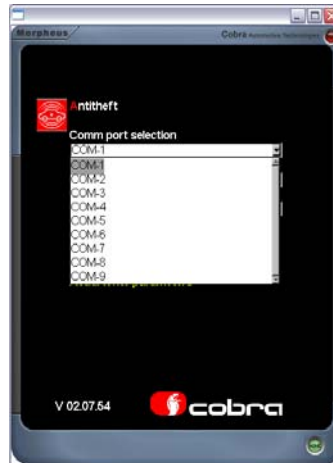 Morpheus
Cobra Automotive Technologies
Antitheft
Comm port selection
COM-1
COM-1
COM-2
COM-3
COM-4
COM-5
COM-6
COM-7
COM-8
COM-9
V 02.07.54
cobra